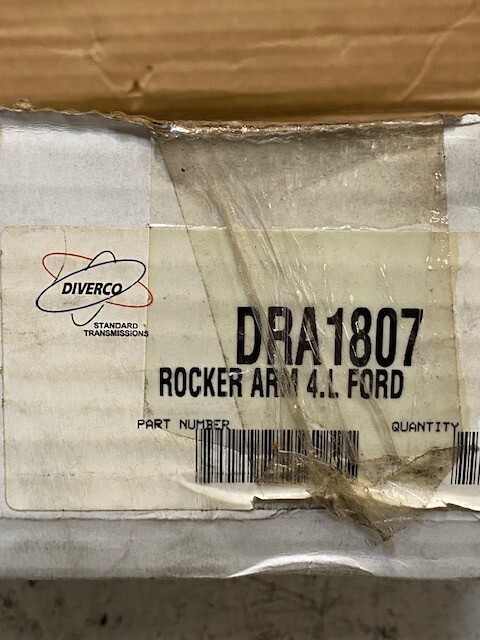 DIVERCO
STANDARD
TRANSMISSIONS
DRA1807
ROCKER ARM 4.L FORD
PART NUMBER
QUANTITY